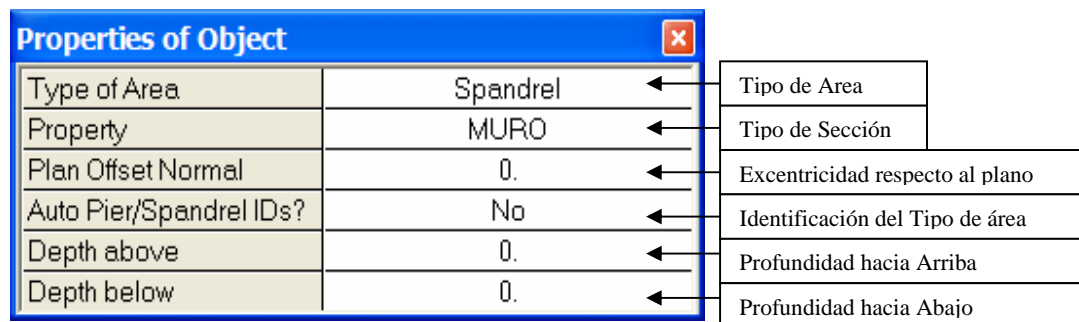 Properties of Object
Type of Area Spandrel Tipo de Area
Property MURO Tipo de Sección
Plan Offset Normal 0. Excentricidad respecto al plano
Auto Pier/Spandrel IDs? No Identificación del Tipo de área
Depth above 0. Profundidad hacia Arriba
Depth below 0. Profundidad hacia Abajo